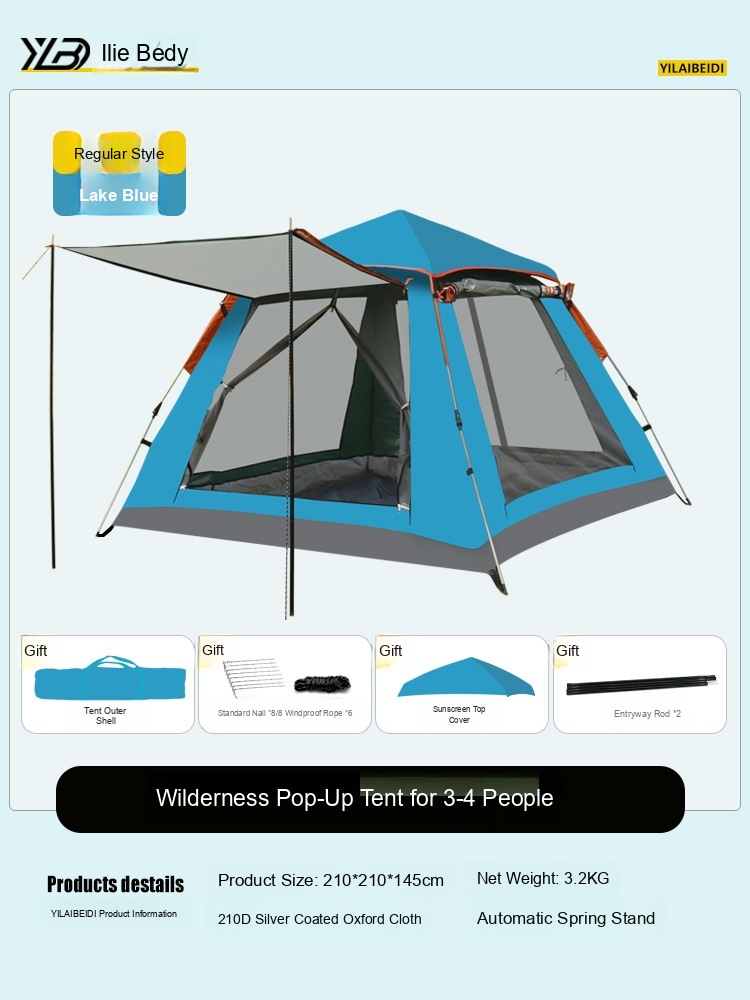 YLB Ilie Bedy
YILAIBEIDI
Regular Style
Lake Blue
Gift
Tent Outer
Shell
Gift
Standard Nail *8/8 Windproof Rope *6
Gift
Sunscreen Top
Cover
Gift
Entryway Rod *2
Wilderness Pop-Up Tent for 3-4 People
Products destails
YILAIBEIDI Product Information
Product Size: 210*210*145cm
210D Silver Coated Oxford Cloth
Net Weight: 3.2KG
Automatic Spring Stand